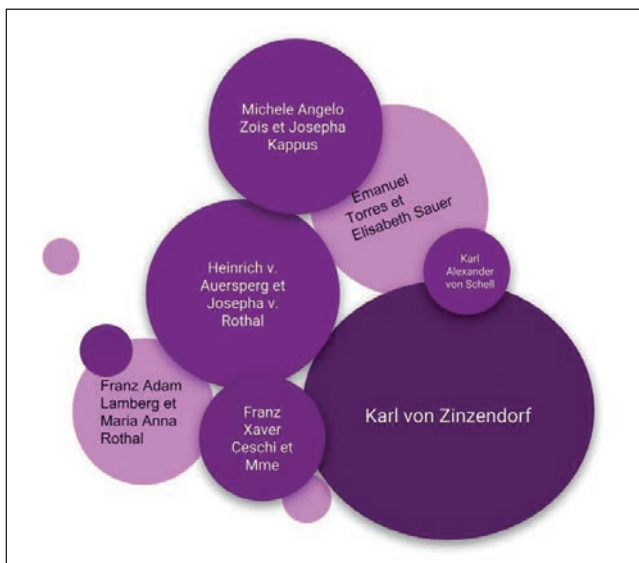 Michele Angelo
Zois et Josepha
Kappus
Emanuel
Torres et
Elisabeth Sauer
Karl
Alexander
von Schell
Heinrich v.
Auersperg et
Josepha v.
Rothal
Franz Adam
Lamberg et
Maria Anna
Rothal
Franz
Xaver
Ceschi et
Mme
Karl von Zinzendorf